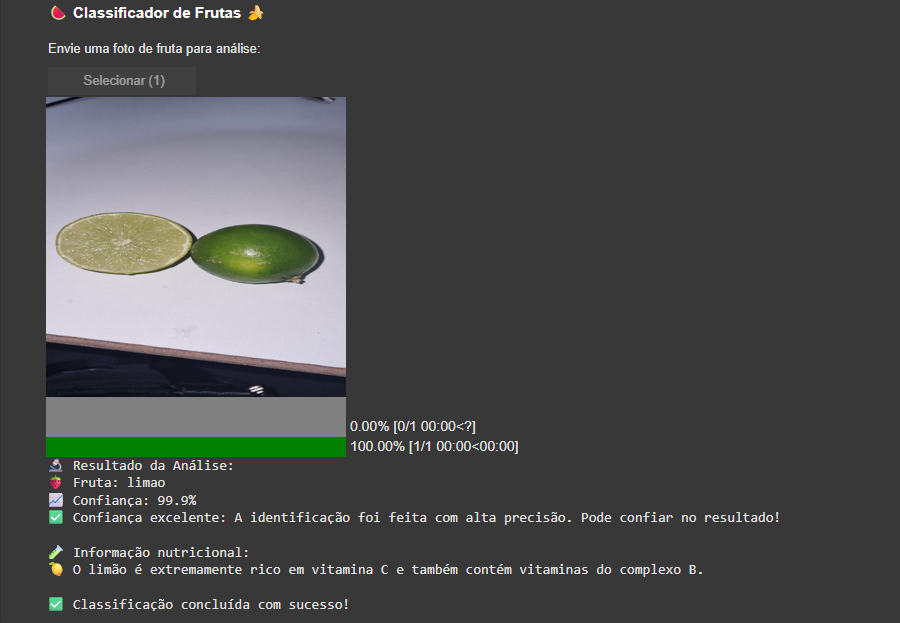 🍉 Classificador de Frutas 🍌
Envie uma foto de fruta para análise:
Selecionar (1)
0.00% [0/1 00:00<?]
100.00% [1/1 00:00<00:00]
🔬 Resultado da Análise:
🍓 Fruta: limao
📈 Confiança: 99.9%
✅ Confiança excelente: A identificação foi feita com alta precisão. Pode confiar no resultado!
🧪 Informação nutricional:
🍋 O limão é extremamente rico em vitamina C e também contém vitaminas do complexo B.
✅ Classificação concluída com sucesso!